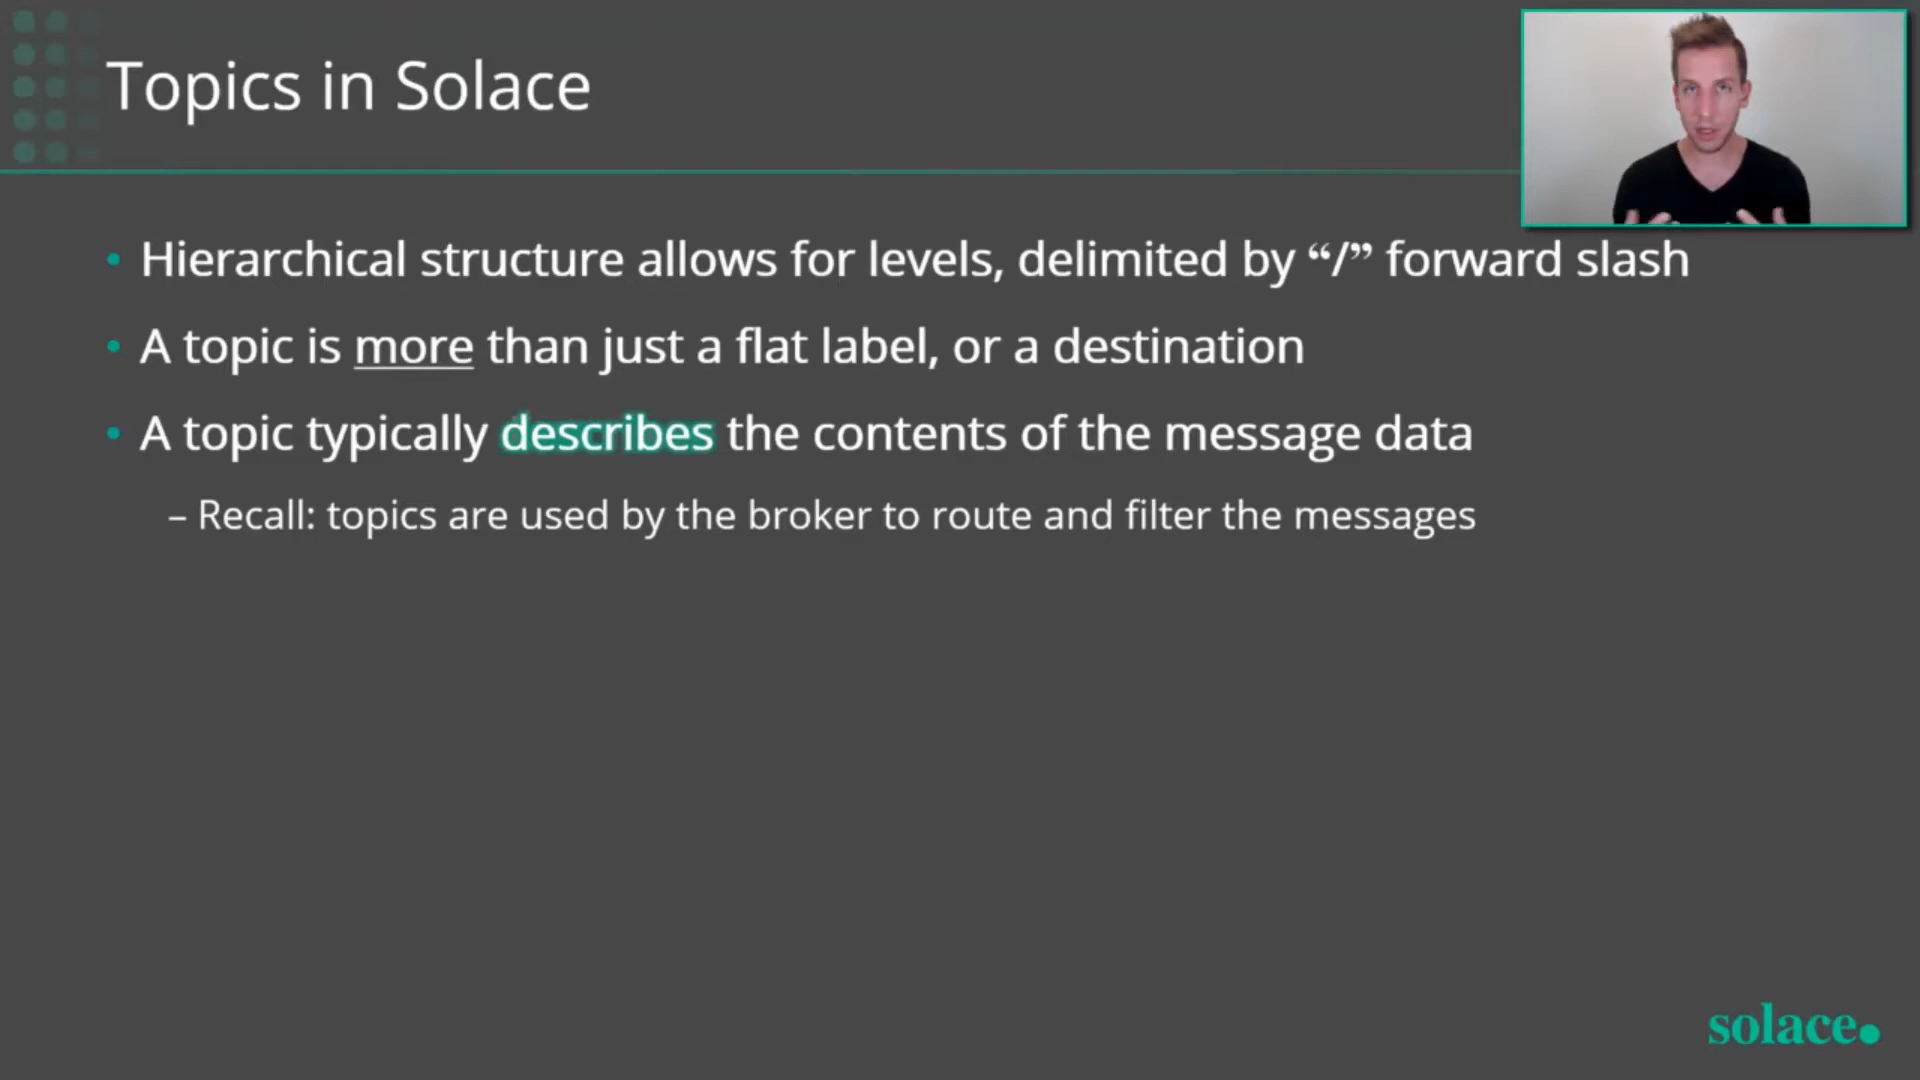 Topics in Solace
• Hierarchical structure allows for levels, delimited by “/” forward slash
• A topic is more than just a flat label, or a destination
• A topic typically describes the contents of the message data
– Recall: topics are used by the broker to route and filter the messages
solace.